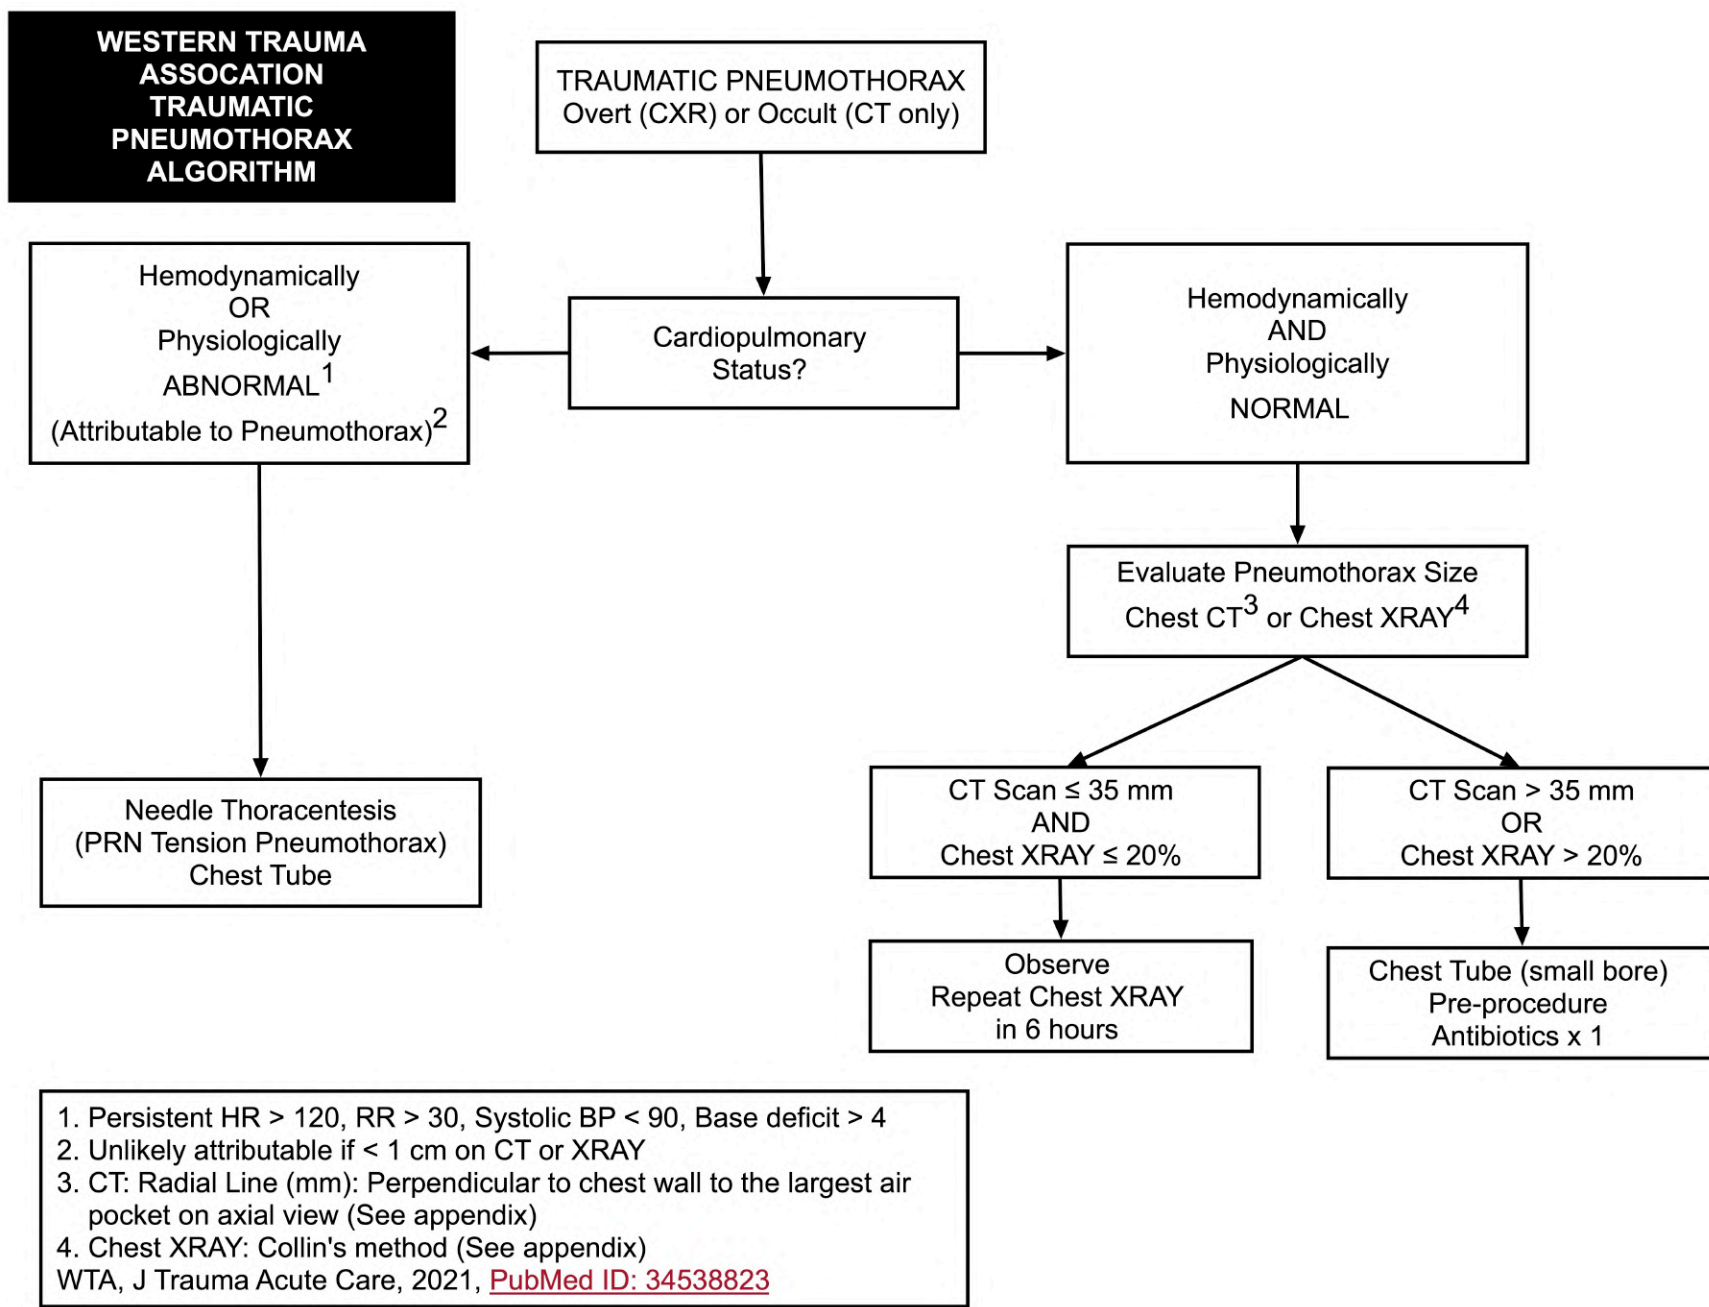 WESTERN TRAUMA
ASSOCATION
TRAUMATIC
PNEUMOTHORAX
ALGORITHM
TRAUMATIC PNEUMOTHORAX
Overt (CXR) or Occult (CT only)
Hemodynamically
OR
Physiologically
ABNORMAL1
(Attributable to Pneumothorax)2
Cardiopulmonary
Status?
Hemodynamically
AND
Physiologically
NORMAL
Evaluate Pneumothorax Size
Chest CT3 or Chest XRAY4
Needle Thoracentesis
(PRN Tension Pneumothorax)
Chest Tube
CT Scan ≤ 35 mm
AND
Chest XRAY ≤ 20%
CT Scan > 35 mm
OR
Chest XRAY > 20%
Observe
Repeat Chest XRAY
in 6 hours
Chest Tube (small bore)
Pre-procedure
Antibiotics x 1
1. Persistent HR > 120, RR > 30, Systolic BP < 90, Base deficit > 4
2. Unlikely attributable if < 1 cm on CT or XRAY
3. CT: Radial Line (mm): Perpendicular to chest wall to the largest air
pocket on axial view (See appendix)
4. Chest XRAY: Collin's method (See appendix)
WTA, J Trauma Acute Care, 2021, PubMed ID: 34538823